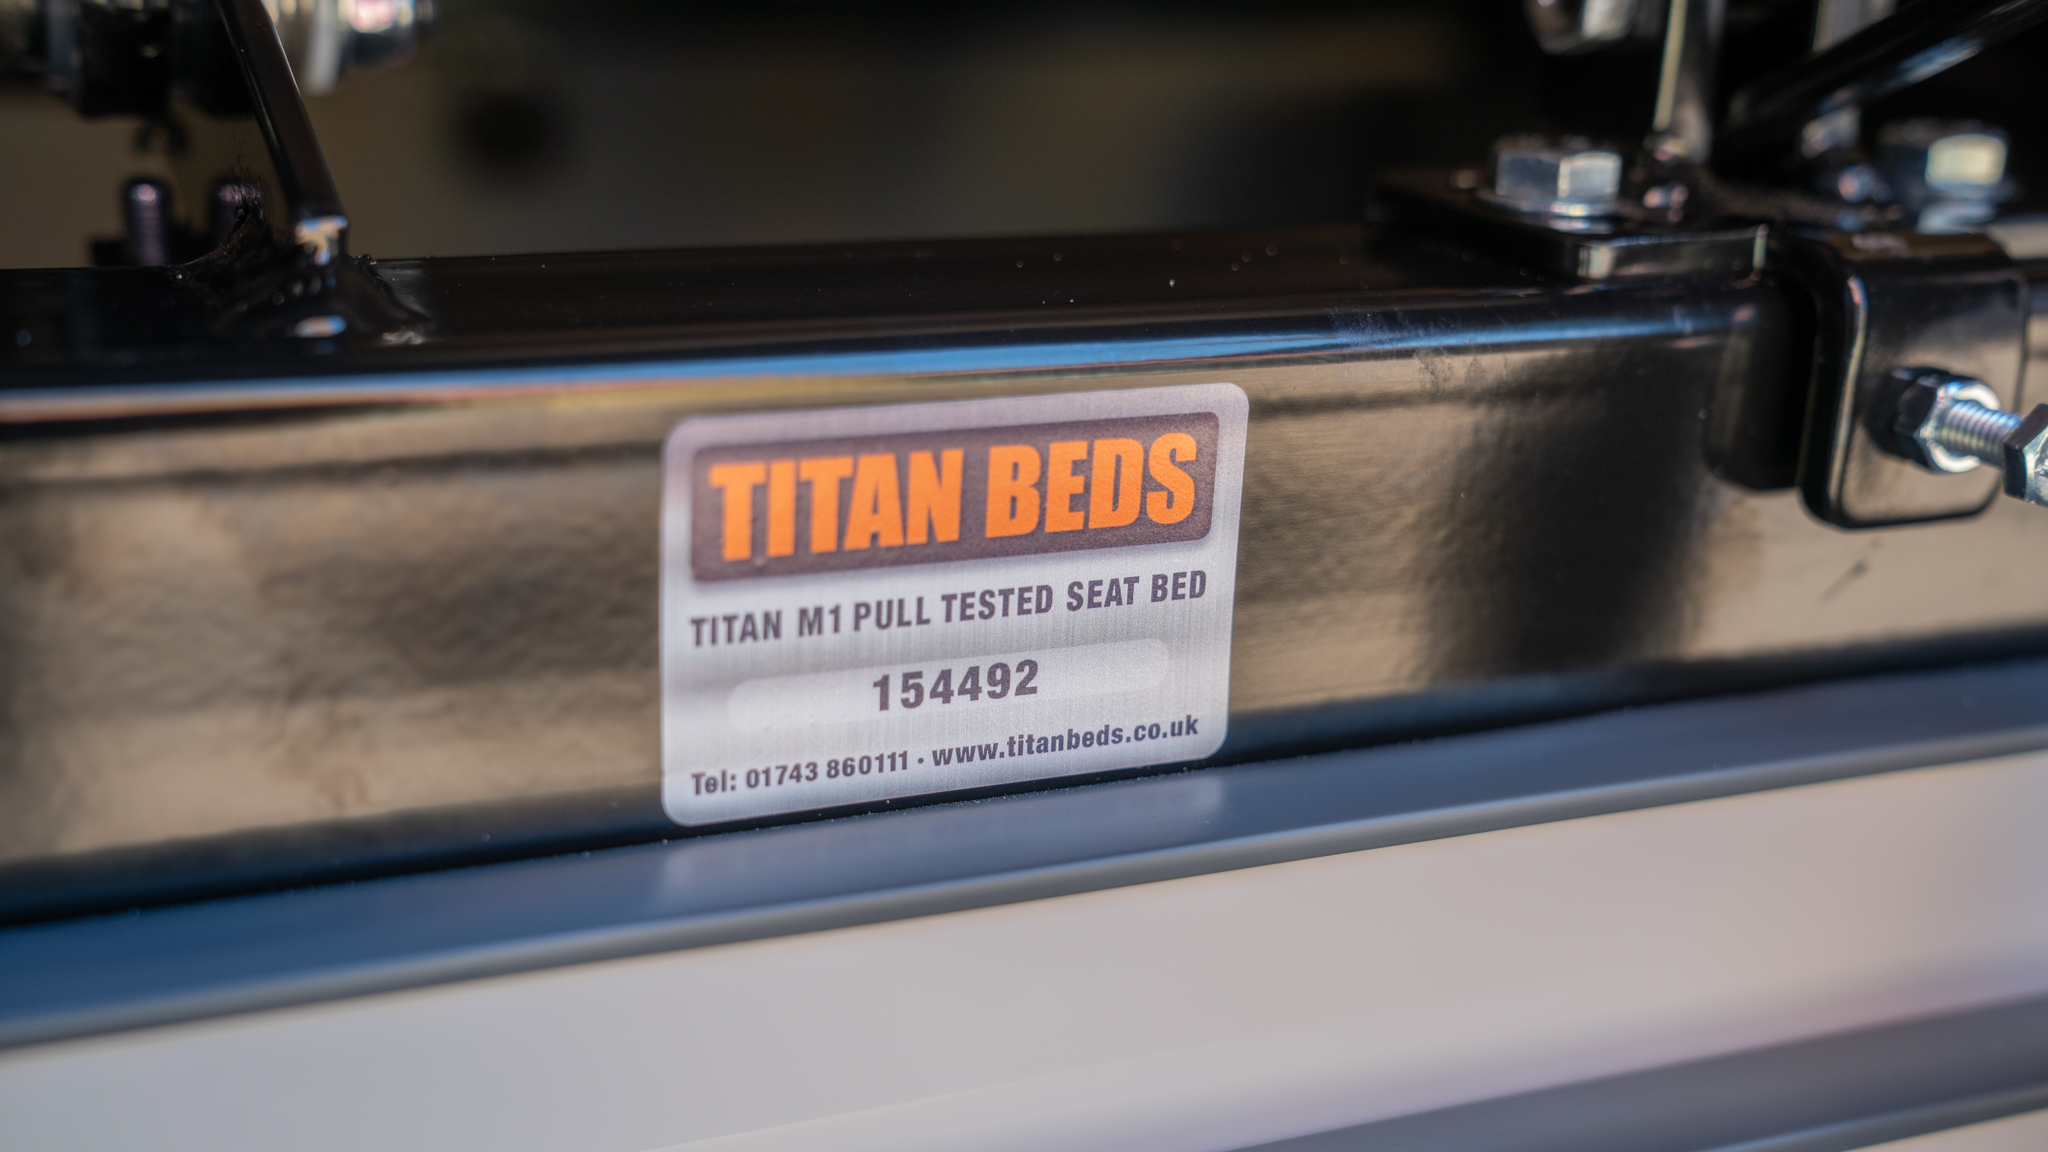 TITAN BEDS
TITAN M1 PULL TESTED SEAT BED
154492
Tel: 01743 860111 · www.titanbeds.co.uk